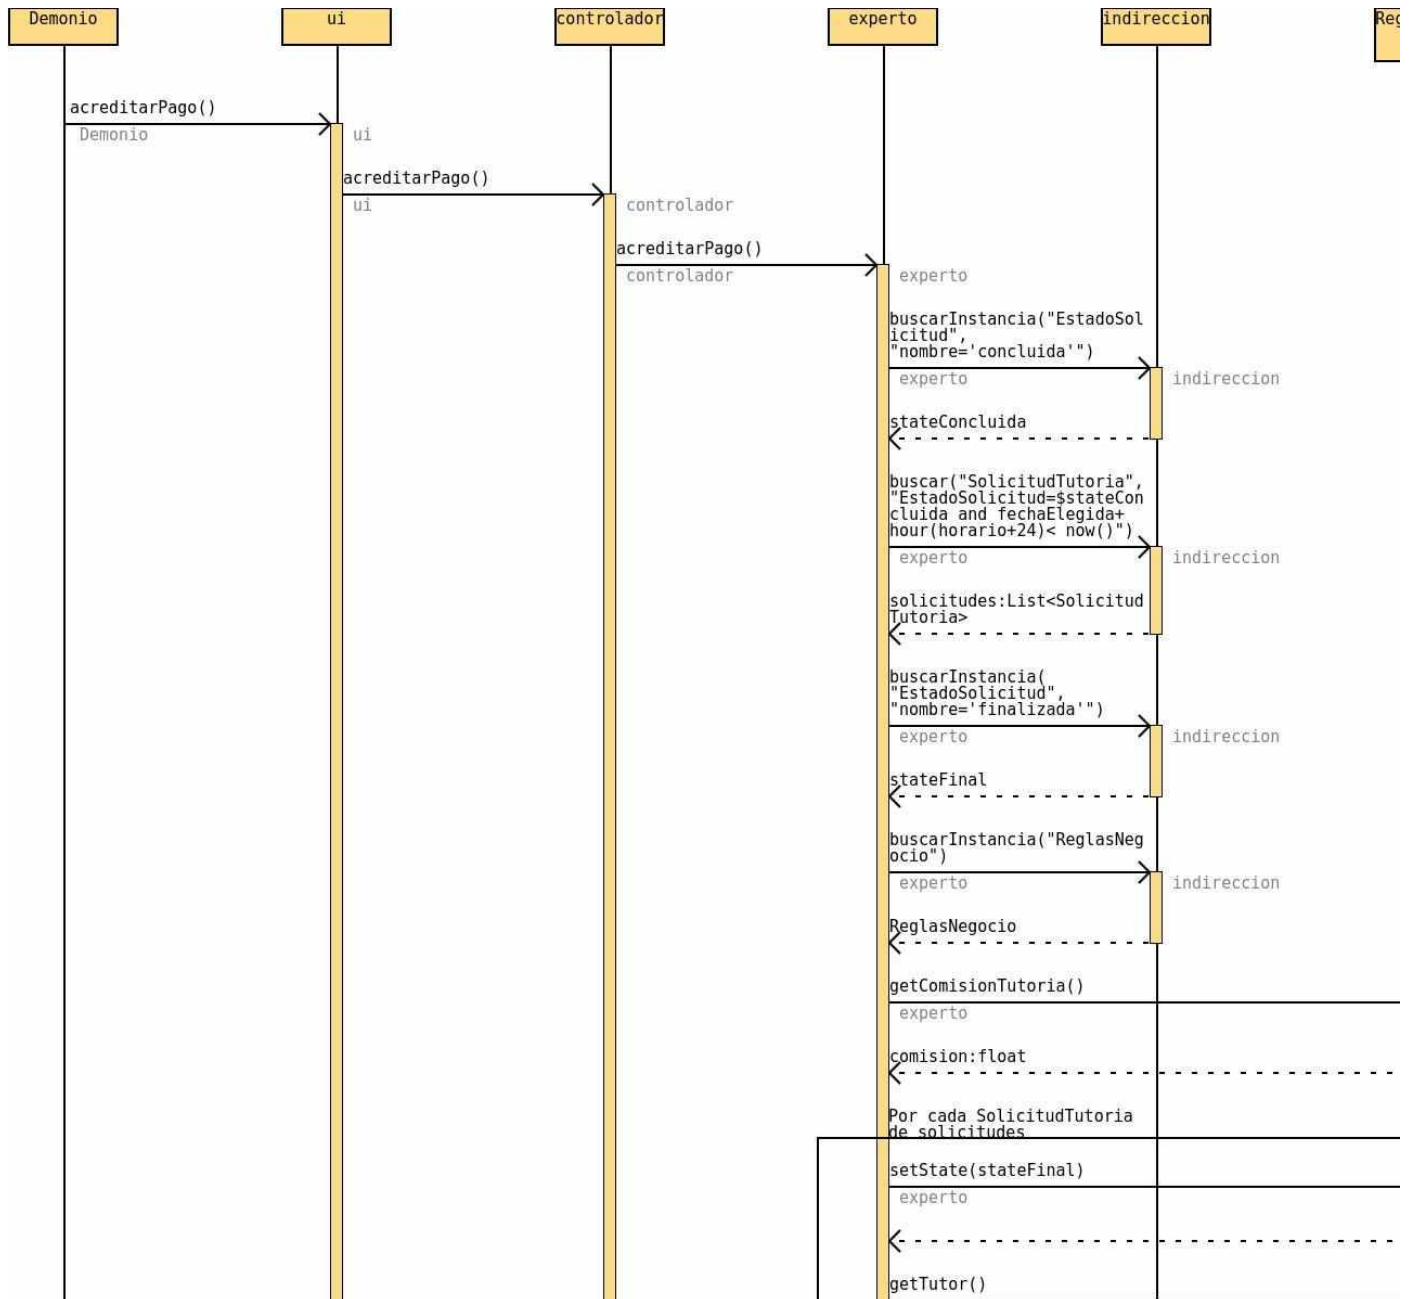 Demonio
ui
controlador
experto
indireccion
Reg
acreditarPago()
Demonio
ui
acreditarPago()
ui
controlador
acreditarPago()
controlador
experto
buscarInstancia("EstadoSol
icitud",
"nombre='concluida'")
experto
indireccion
stateConcluida
buscar("SolicitudTutoria",
"EstadoSolicitud=$stateCon
cluida and fechaElegida+
hour(horario+24)< now()")
experto
indireccion
solicitudes:List<Solicitud
Tutoria>
buscarInstancia(
"EstadoSolicitud",
"nombre='finalizada'")
experto
indireccion
stateFinal
buscarInstancia("ReglasNeg
ocio")
experto
indireccion
ReglasNegocio
getComisionTutoria()
experto
comision:float
Por cada SolicitudTutoria
de solicitudes
setState(stateFinal)
experto
getTutor()